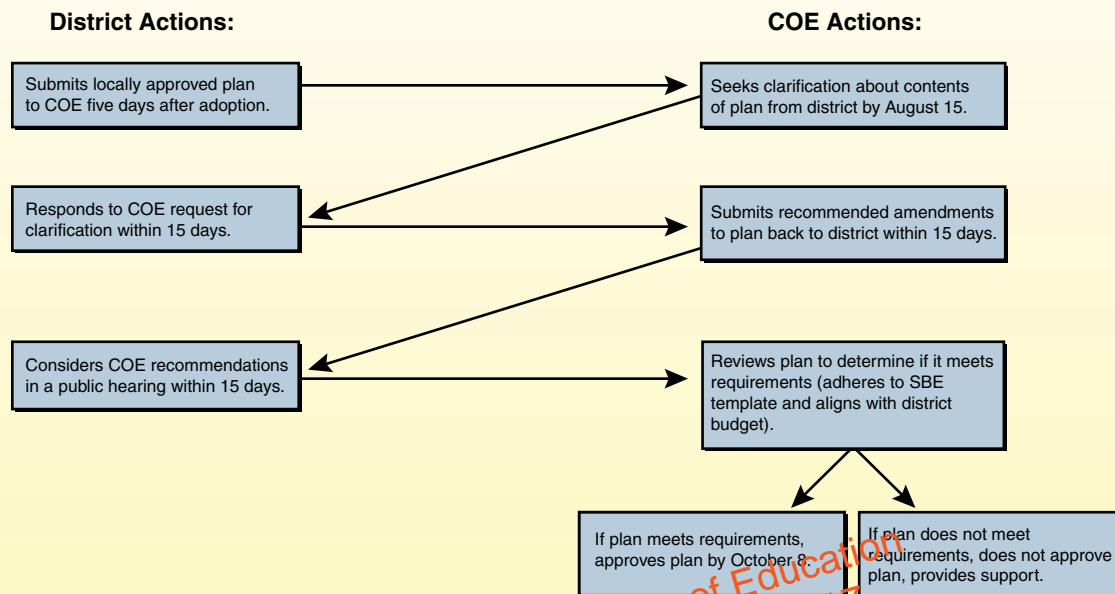 District Actions:
COE Actions:
Submits locally approved plan
to COE five days after adoption.
Seeks clarification about contents
of plan from district by August 15.
Responds to COE request for
clarification within 15 days.
Submits recommended amendments
to plan back to district within 15 days.
Considers COE recommendations
in a public hearing within 15 days.
Reviews plan to determine if it meets
requirements (adheres to SBE
template and aligns with district
budget).
If plan meets requirements,
approves plan by October 8.
If plan does not meet
requirements, does not approve
plan, provides support.
of Education